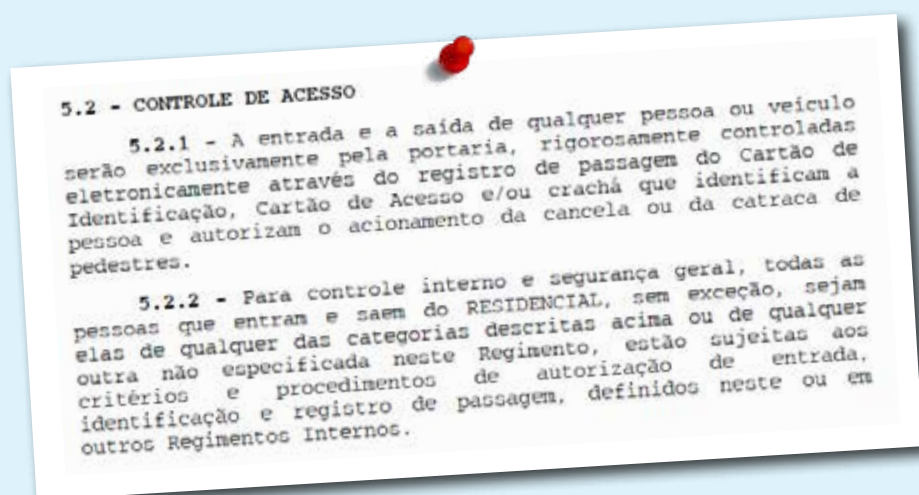 5.2 - CONTROLE DE ACESSO
5.2.1 - A entrada e a saída de qualquer pessoa ou veículo
serão exclusivamente pela portaria, rigorosamente controladas
eletronicamente através do registro de passagem do Cartão de
Identificação, Cartão de Acesso e/ou crachá que identificam a
pessoa e autorizam o acionamento da cancela ou da catraca de
pedestres.
5.2.2 - Para controle interno e segurança geral, todas as
pessoas que entram e saem do RESIDENCIAL, sem exceção, sejam
elas de qualquer das categorias descritas acima ou de qualquer
outra não especificada neste Regimento, estão sujeitas aos
critérios e procedimentos de autorização de entrada,
identificação e registro de passagem, definidos neste ou em
outros Regimentos Internos.